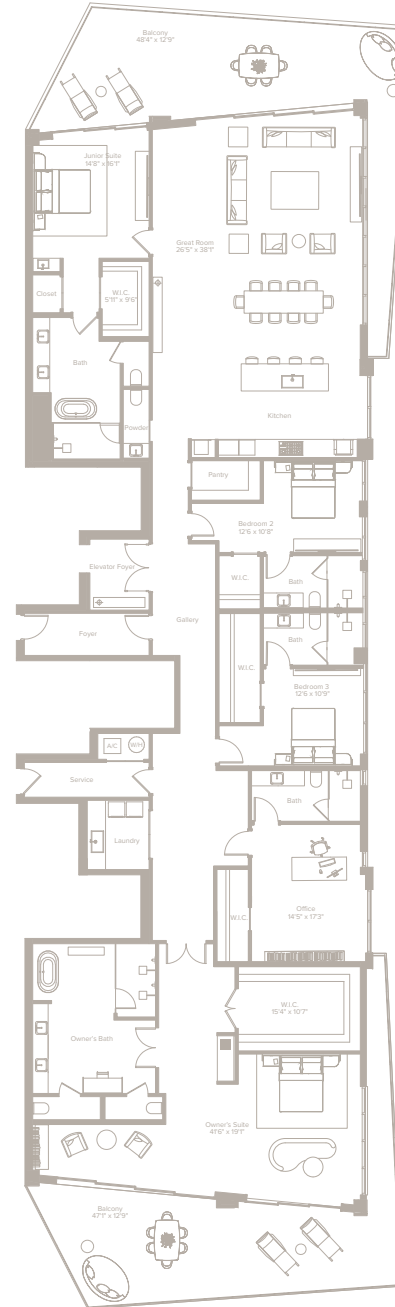 Balcony
48'4" x 12'9"
Junior Suite
14'8" x 16'1"
Great Room
26'5" x 38'1"
Closet
W.I.C.
5'11" x 9'6"
Bath
Powder
Kitchen
Pantry
Bedroom 2
12'6 x 10'8"
Elevator Foyer
W.I.C.
Bath
Gallery
Foyer
Bath
W.I.C.
Bedroom 3
12'6 x 10'9"
A/C
W/H
Service
Bath
Laundry
Office
14'5" x 17'3"
W.I.C.
W.I.C.
15'4" x 10'7"
Owner's Bath
Owner's Suite
41'6" x 19'1"
Balcony
47'1" x 12'9"